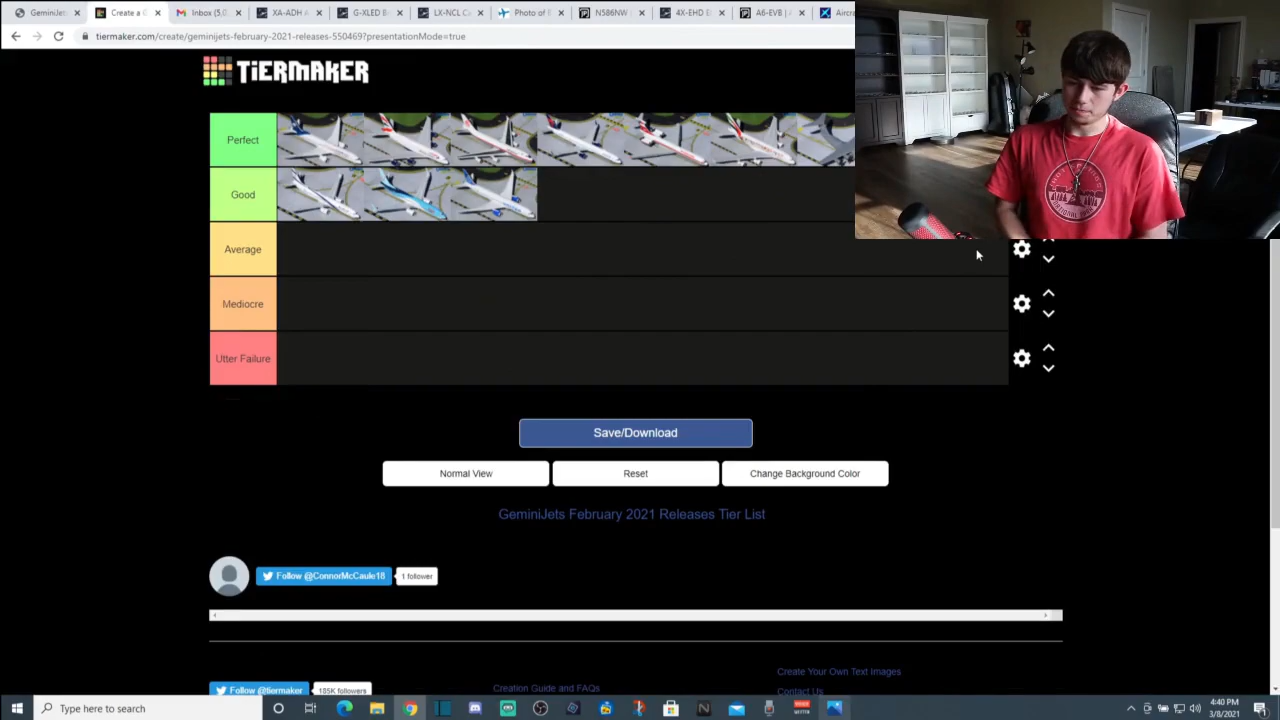 GeminiJets
Create a G
Inbox (5,0
XA-ADH A
G-XLED B
LX-NCL C
Photo of B
N586NW
4X-EHD
A6-EVB | A
Aircra
tiermaker.com/create/geminijets-february-2021-releases-550469?presentationMode=true
TiERMAKER
Perfect
Good
Average
Mediocre
Utter Failure
Save/Download
Normal View
Reset
Change Background Color
GeminiJets February 2021 Releases Tier List
Follow @ConnorMcCaule18
1 follower
Create Your Own Text Images
Follow @tiermaker
185K followers
Creation Guide and FAQs
Contact Us
Type here to search
4:40 PM
3/8/2021